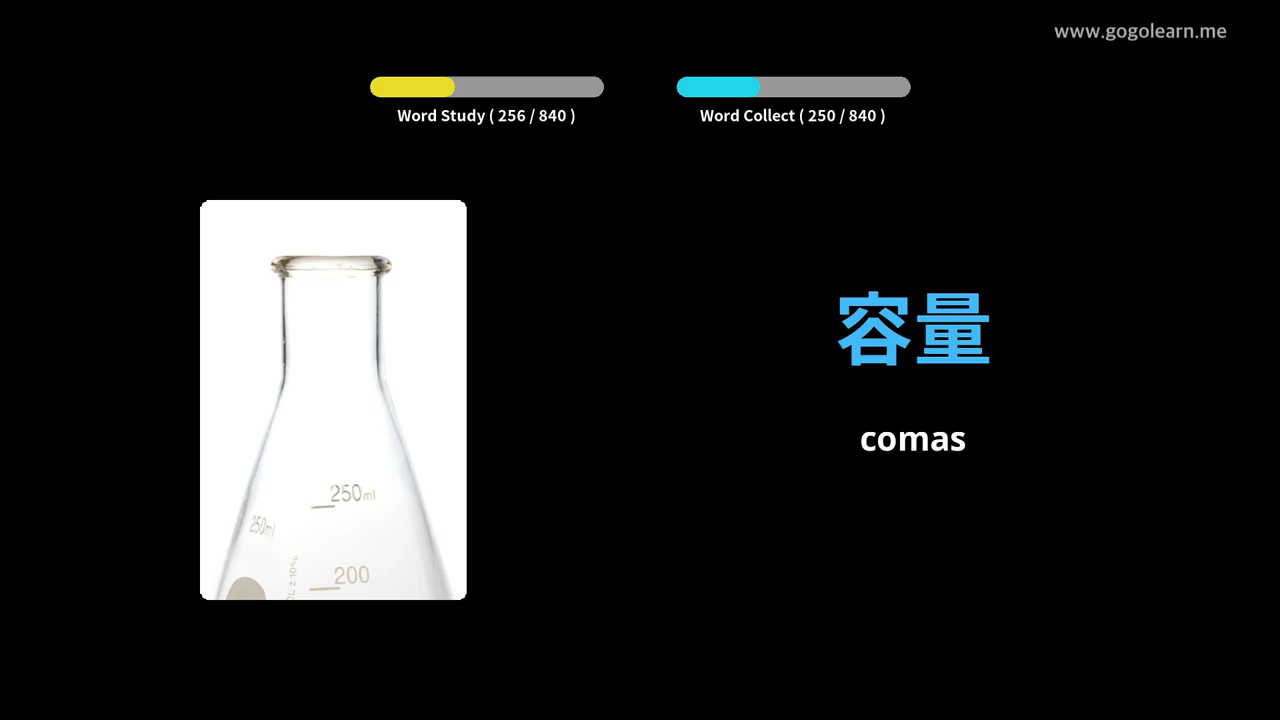 www.gogolearn.me
Word Study ( 256 / 840 )
Word Collect ( 250 / 840 )
容量
comas
250ml
250ml
200